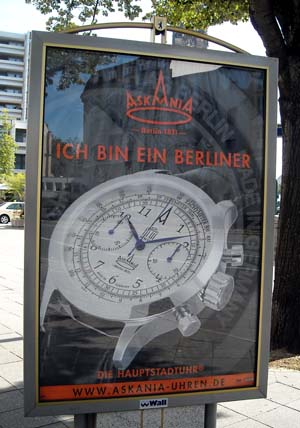 ASKANIA
Berlin 1871
ICH BIN EIN BERLINER
DIE HAUPTSTADTUHR®
WWW.ASKANIA-UHREN.DE
Wall